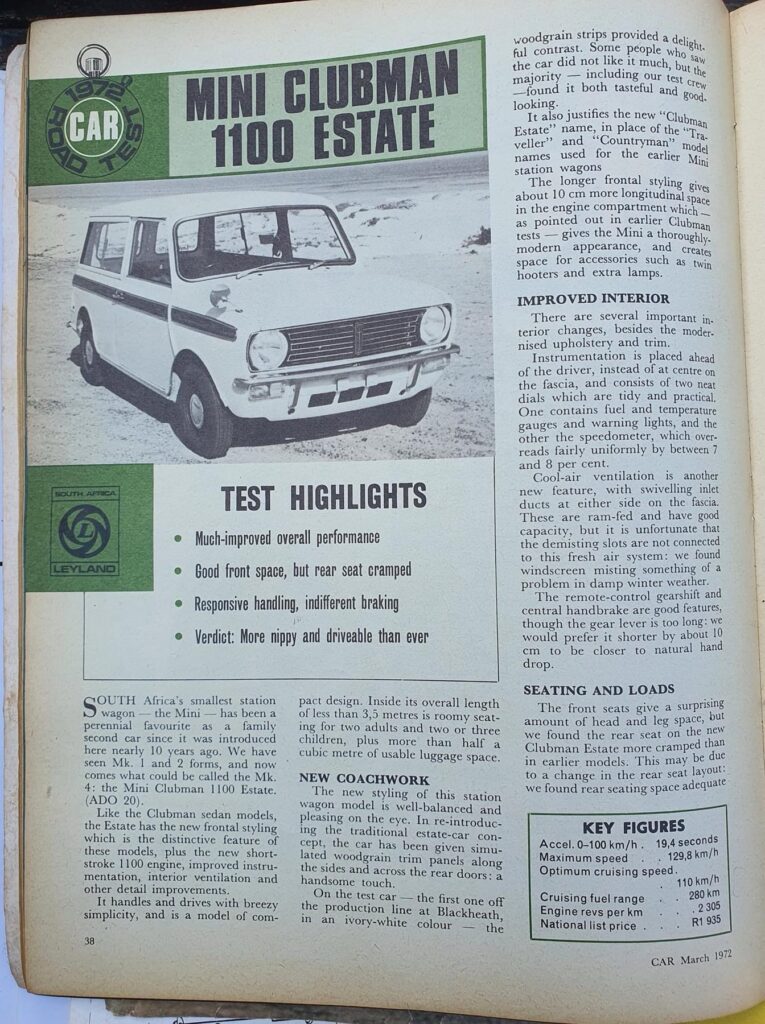 1972
CAR
ROAD TEST
MINI CLUBMAN
1100 ESTATE
SOUTH AFRICA
L
LEYLAND
TEST HIGHLIGHTS
• Much-improved overall performance
• Good front space, but rear seat cramped
• Responsive handling, indifferent braking
• Verdict: More nippy and driveable than ever
SOUTH Africa's smallest station
wagon — the Mini — has been a
perennial favourite as a family
second car since it was introduced
here nearly 10 years ago. We have
seen Mk. 1 and 2 forms, and now
comes what could be called the Mk.
4: the Mini Clubman 1100 Estate.
(ADO 20).
Like the Clubman sedan models,
the Estate has the new frontal styling
which is the distinctive feature of
these models, plus the new short-
stroke 1100 engine, improved instru-
mentation, interior ventilation and
other detail improvements.
It handles and drives with breezy
simplicity, and is a model of com-
pact design. Inside its overall length
of less than 3,5 metres is roomy seat-
ing for two adults and two or three
children, plus more than half a
cubic metre of usable luggage space.
NEW COACHWORK
The new styling of this station
wagon model is well-balanced and
pleasing on the eye. In re-introduc-
ing the traditional estate-car con-
cept, the car has been given simu-
lated woodgrain trim panels along
the sides and across the rear doors: a
handsome touch.
On the test car — the first one off
the production line at Blackheath,
in an ivory-white colour — the
woodgrain strips provided a delight-
ful contrast. Some people who saw
the car did not like it much, but the
majority — including our test crew
—found it both tasteful and good-
looking.
It also justifies the new "Clubman
Estate" name, in place of the "Tra-
veller" and "Countryman" model
names used for the earlier Mini
station wagons
The longer frontal styling gives
about 10 cm more longitudinal space
in the engine compartment which —
as pointed out in earlier Clubman
tests — gives the Mini a thoroughly-
modern appearance, and creates
space for accessories such as twin
hooters and extra lamps.
IMPROVED INTERIOR
There are several important in-
terior changes, besides the moder-
nised upholstery and trim.
Instrumentation is placed ahead
of the driver, instead of at centre on
the fascia, and consists of two neat
dials which are tidy and practical.
One contains fuel and temperature
gauges and warning lights, and the
other the speedometer, which over-
reads fairly uniformly by between 7
and 8 per cent.
Cool-air ventilation is another
new feature, with swivelling inlet
ducts at either side on the fascia.
These are ram-fed and have good
capacity, but it is unfortunate that
the demisting slots are not connected
to this fresh air system: we found
windscreen misting something of a
problem in damp winter weather.
The remote-control gearshift and
central handbrake are good features,
though the gear lever is too long: we
would prefer it shorter by about 10
cm to be closer to natural hand
drop.
SEATING AND LOADS
The front seats give a surprising
amount of head and leg space, but
we found the rear seat on the new
Clubman Estate more cramped than
in earlier models. This may be due
to a change in the rear seat layout:
we found rear seating space adequate
KEY FIGURES
Accel. 0–100 km/h . 19,4 seconds
Maximum speed . 129,8 km/h
Optimum cruising speed.
. 110 km/h
Cruising fuel range . . 280 km
Engine revs per km . . 2 305
National list price . . . R1 935
38
CAR March 1972